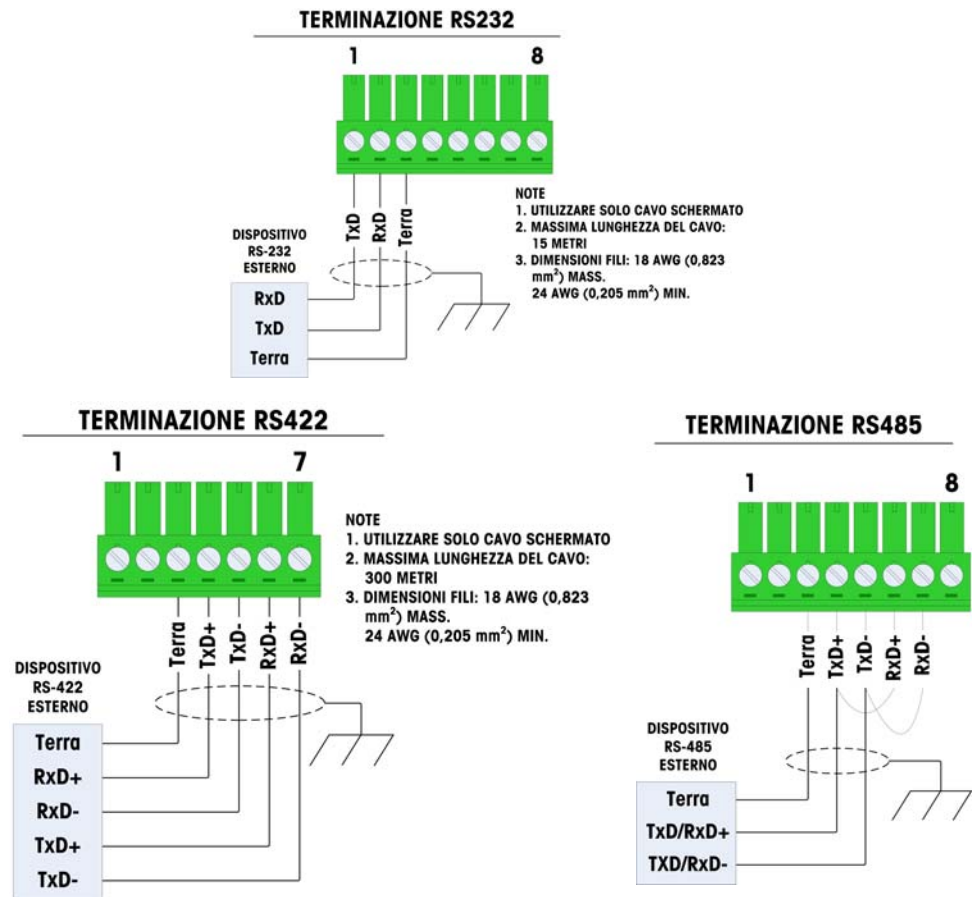 TERMINAZIONE RS232
1 8
TxD
RxD
Terra
DISPOSITIVO
RS-232
ESTERNO
RxD
TxD
Terra
NOTE
1. UTILIZZARE SOLO CAVO SCHERMATO
2. MASSIMA LUNGHEZZA DEL CAVO:
15 METRI
3. DIMENSIONI FILI: 18 AWG (0,823
mm²) MASS.
24 AWG (0,205 mm²) MIN.
TERMINAZIONE RS422
1 7
Terra
TxD+
TxD-
RxD+
RxD-
DISPOSITIVO
RS-422
ESTERNO
Terra
RxD+
RxD-
TxD+
TxD-
NOTE
1. UTILIZZARE SOLO CAVO SCHERMATO
2. MASSIMA LUNGHEZZA DEL CAVO:
300 METRI
3. DIMENSIONI FILI: 18 AWG (0,823
mm²) MASS.
24 AWG (0,205 mm²) MIN.
TERMINAZIONE RS485
1 8
Terra
TxD+
TxD-
RxD+
RxD-
DISPOSITIVO
RS-485
ESTERNO
Terra
TxD/RxD+
TXD/RxD-